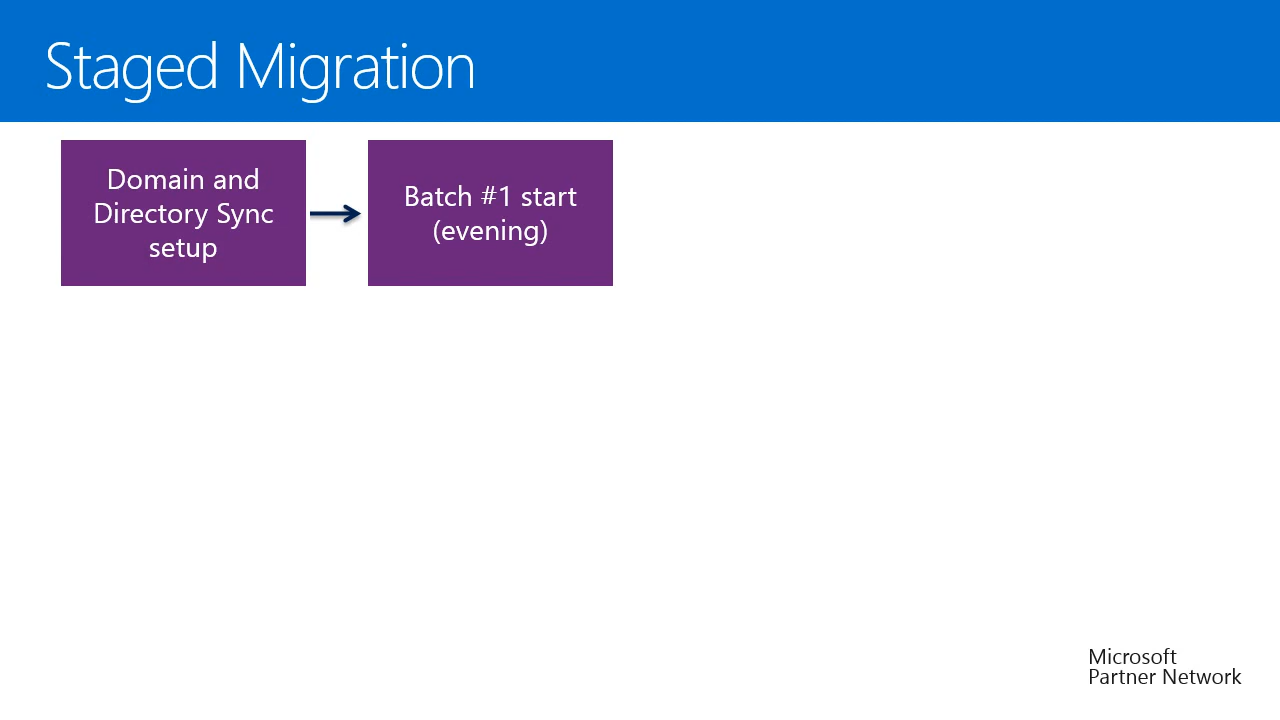 Staged Migration
Domain and
Directory Sync
setup
Batch #1 start
(evening)
Microsoft
Partner Network